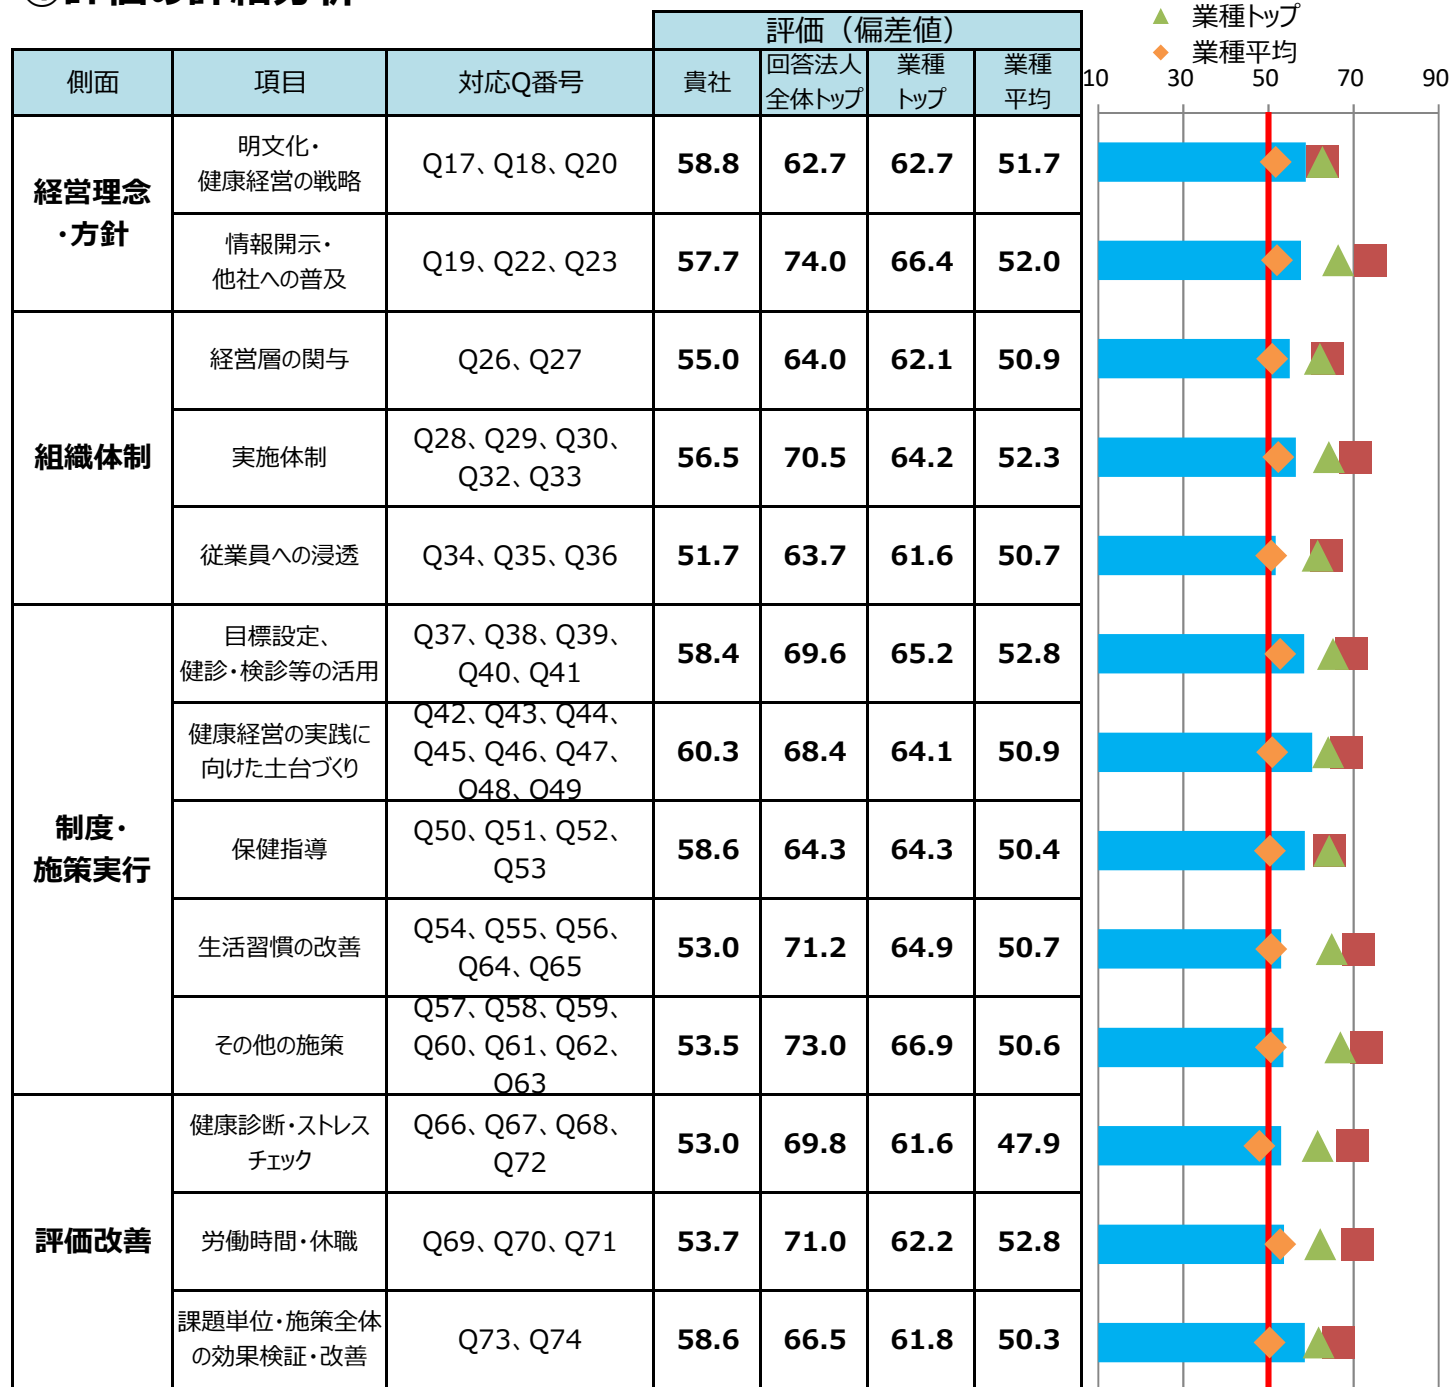 ▲ 業種トップ
◆ 業種平均
評価（偏差値）
側面 項目 対応Q番号 貴社 回答法人 業種 業種
全体トップ トップ 平均
10 30 50 70 90
経営理念
・方針
明文化・
健康経営の戦略
Q17、Q18、Q20 58.8 62.7 62.7 51.7
情報開示・
他社への普及
Q19、Q22、Q23 57.7 74.0 66.4 52.0
組織体制
経営層の関与 Q26、Q27 55.0 64.0 62.1 50.9
実施体制
Q28、Q29、Q30、
Q32、Q33
56.5 70.5 64.2 52.3
従業員への浸透 Q34、Q35、Q36 51.7 63.7 61.6 50.7
制度・
施策実行
目標設定、
健診・検診等の活用
Q37、Q38、Q39、
Q40、Q41
58.4 69.6 65.2 52.8
健康経営の実践に
向けた土台づくり
Q42、Q43、Q44、
Q45、Q46、Q47、
Q48、Q49
60.3 68.4 64.1 50.9
保健指導
Q50、Q51、Q52、
Q53
58.6 64.3 64.3 50.4
生活習慣の改善
Q54、Q55、Q56、
Q64、Q65
53.0 71.2 64.9 50.7
その他の施策
Q57、Q58、Q59、
Q60、Q61、Q62、
Q63
53.5 73.0 66.9 50.6
評価改善
健康診断・ストレス
チェック
Q66、Q67、Q68、
Q72
53.0 69.8 61.6 47.9
労働時間・休職 Q69、Q70、Q71 53.7 71.0 62.2 52.8
課題単位・施策全体
の効果検証・改善
Q73、Q74 58.6 66.5 61.8 50.3